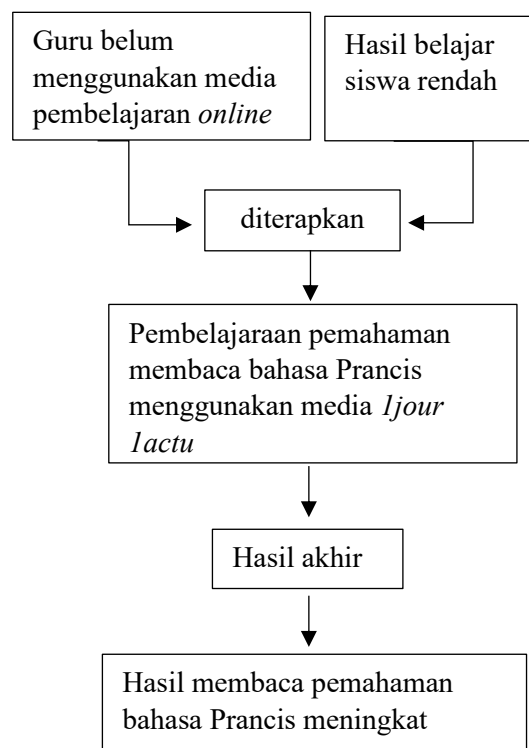 Guru belum
menggunakan media
pembelajaran online
Hasil belajar
siswa rendah
diterapkan
Pembelajaraan pemahaman
membaca bahasa Prancis
menggunakan media 1jour
1actu
Hasil akhir
Hasil membaca pemahaman
bahasa Prancis meningkat